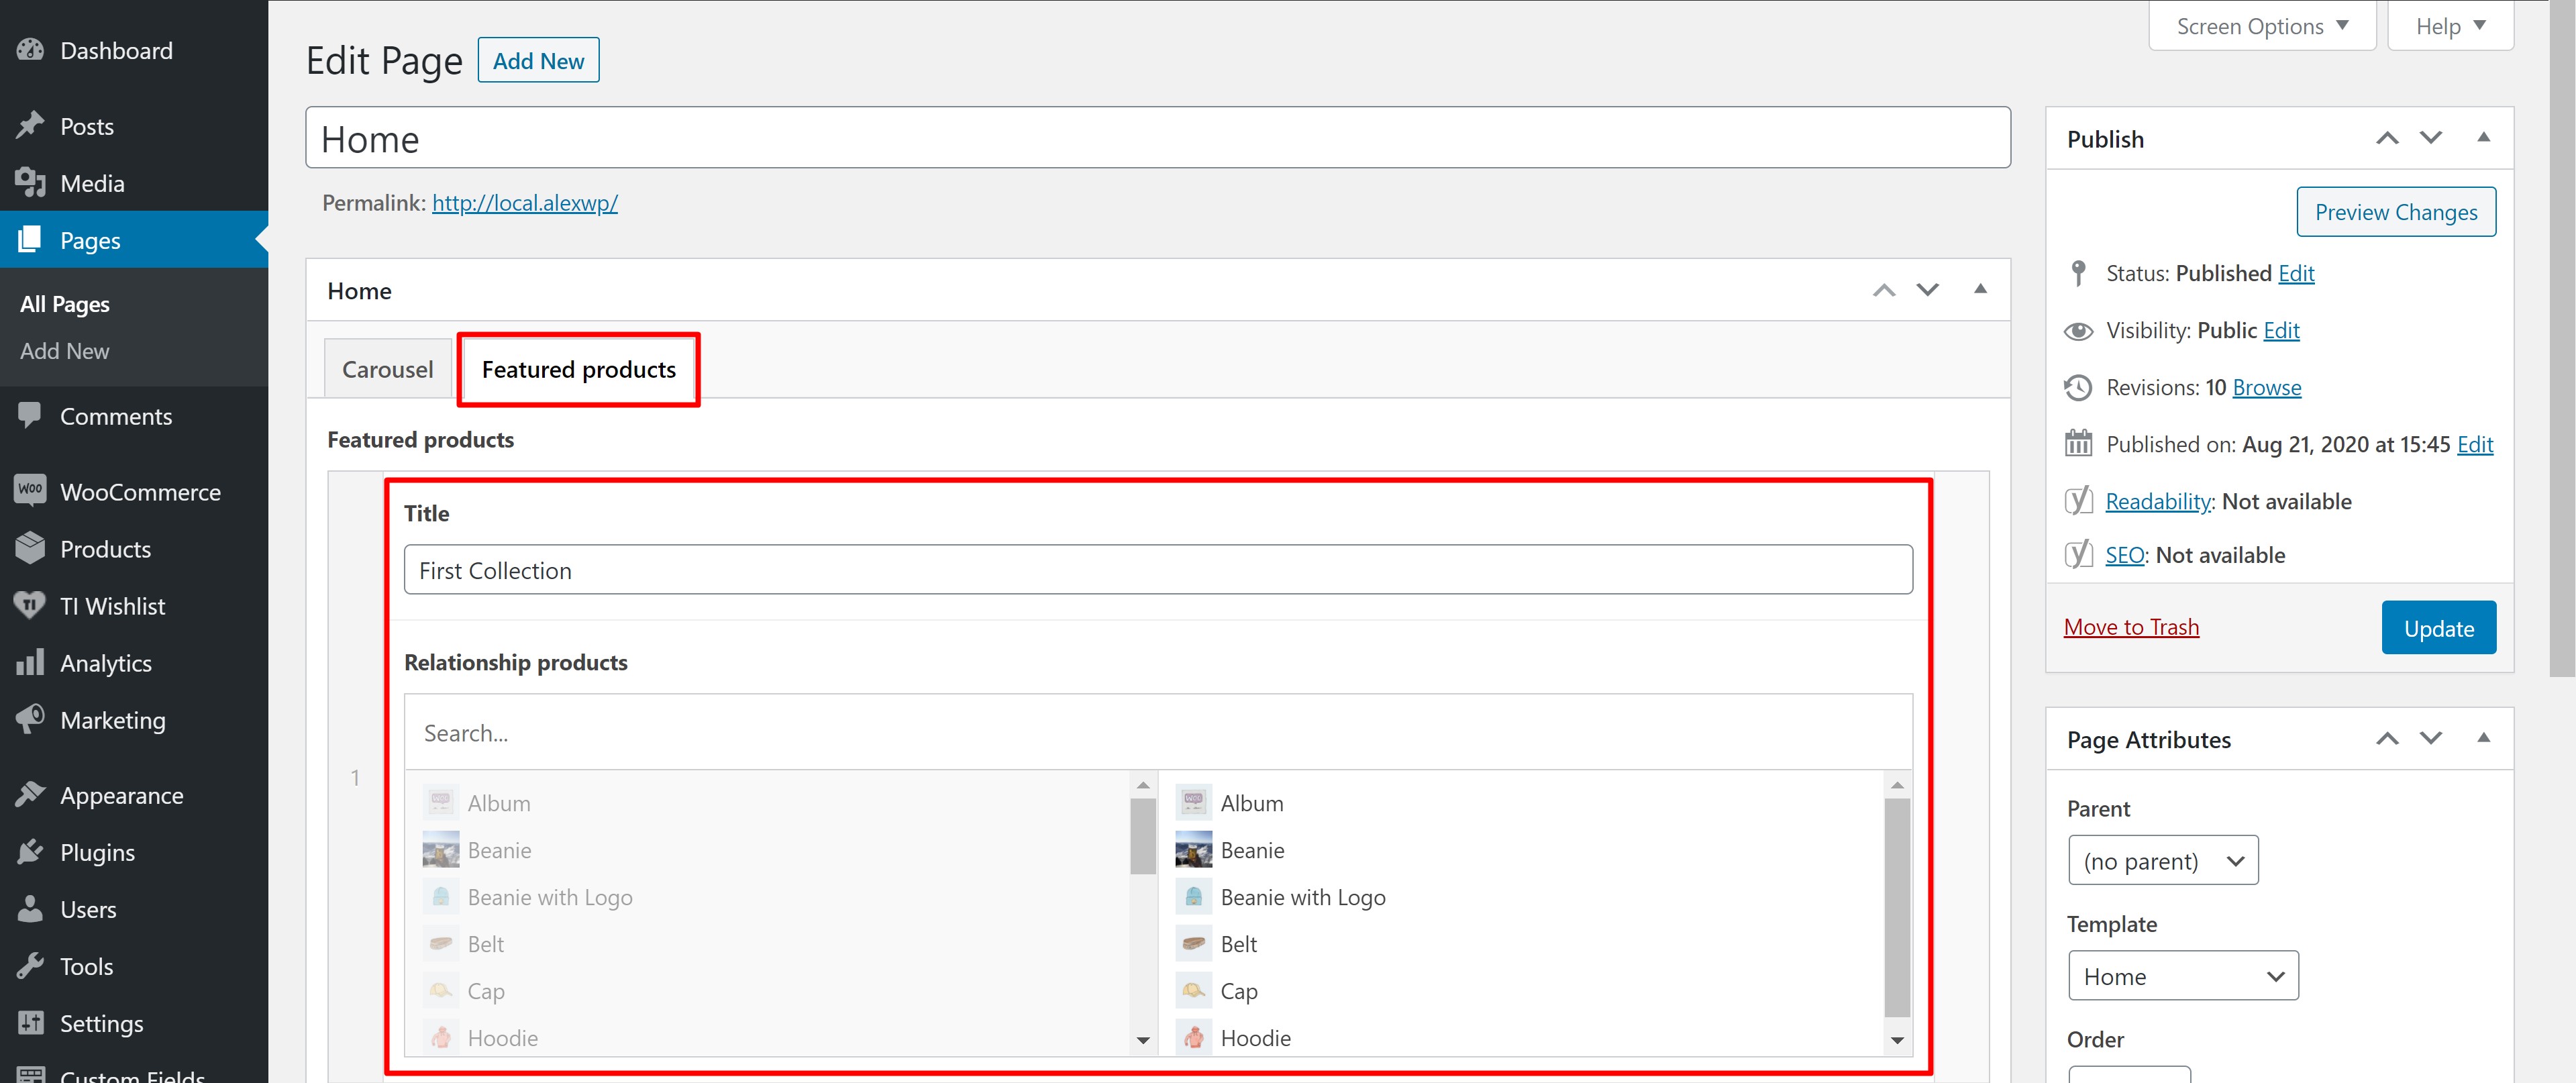 Dashboard
Posts
Media
Pages
All Pages
Add New
Comments
WooCommerce
Products
TI Wishlist
Analytics
Marketing
Appearance
Plugins
Users
Tools
Settings
Custom Fields
Screen Options
Help
Edit Page
Add New
Home
Permalink: http://local.alexwp/
Home
Carousel
Featured products
Featured products
1
Title
First Collection
Relationship products
Search...
Album
Beanie
Beanie with Logo
Belt
Cap
Hoodie
Album
Beanie
Beanie with Logo
Belt
Cap
Hoodie
Publish
Preview Changes
Status: Published Edit
Visibility: Public Edit
Revisions: 10 Browse
Published on: Aug 21, 2020 at 15:45 Edit
Readability: Not available
SEO: Not available
Move to Trash
Update
Page Attributes
Parent
(no parent)
Template
Home
Order